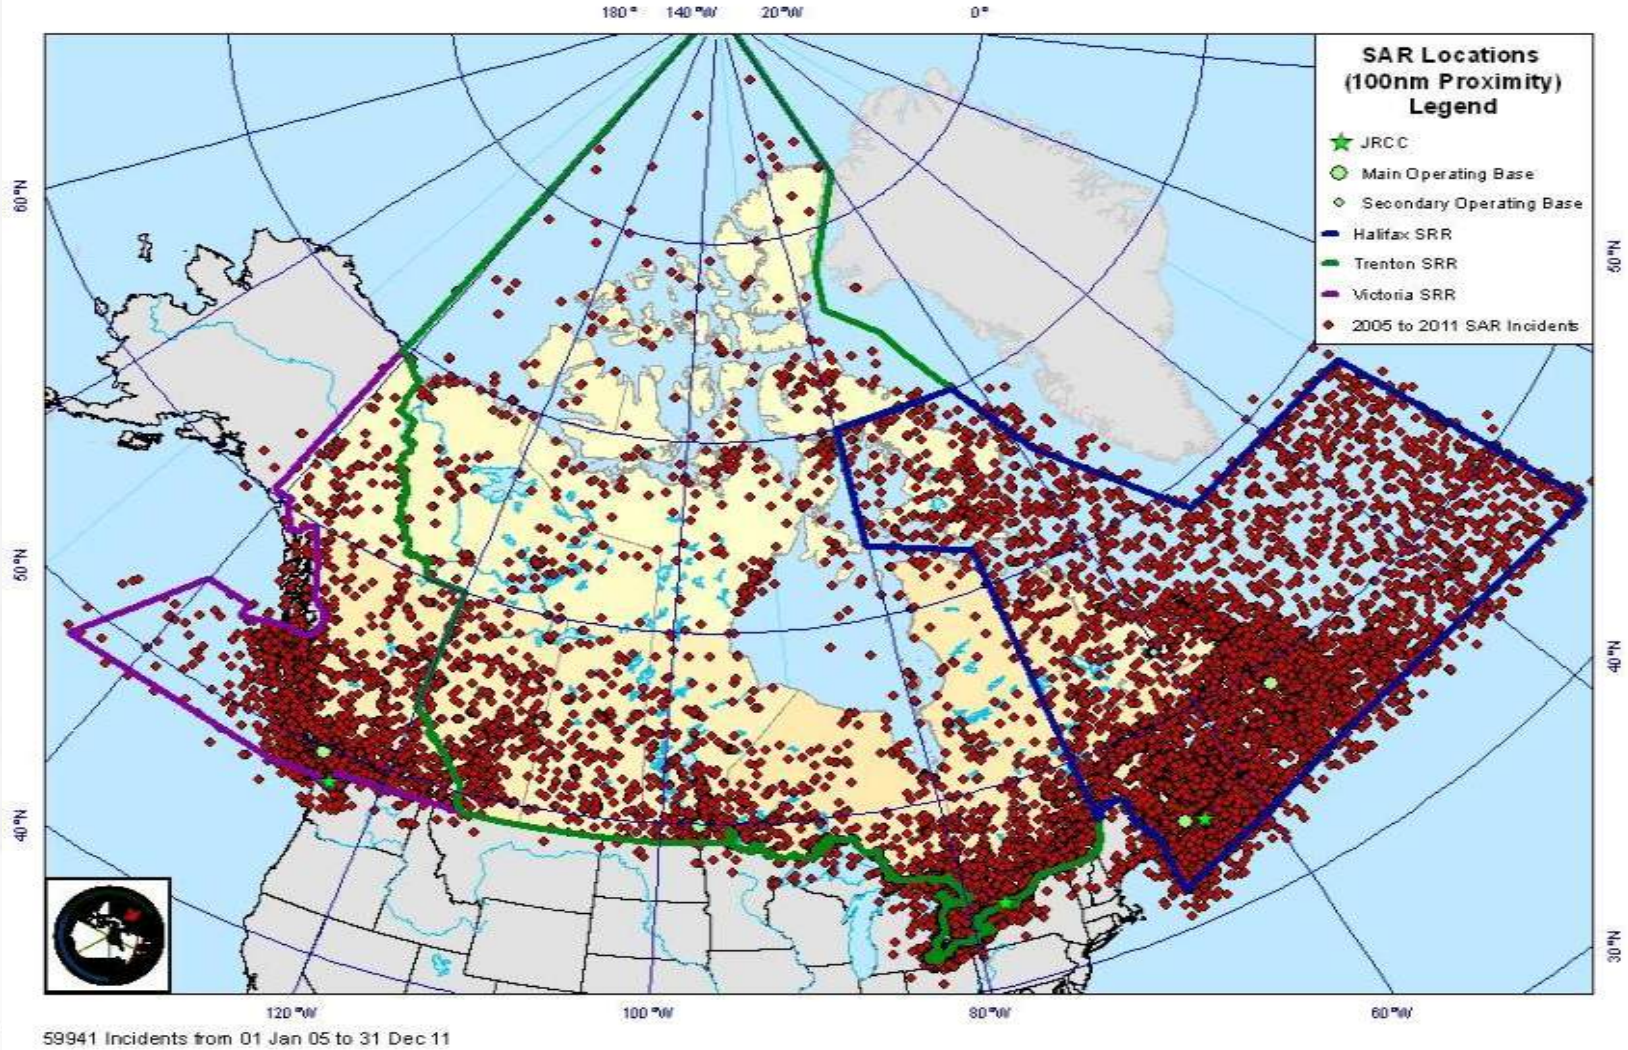 180° 140°W 20°W 0°
SAR Locations
(100nm Proximity)
Legend
JRCC
Main Operating Base
Secondary Operating Base
Halifax SRR
Trenton SRR
Victoria SRR
2005 to 2011 SAR Incidents
60°N
50°N
50°N
40°N
40°N
30°N
120°W 100°W 80°W 60°W
59941 Incidents from 01 Jan 05 to 31 Dec 11